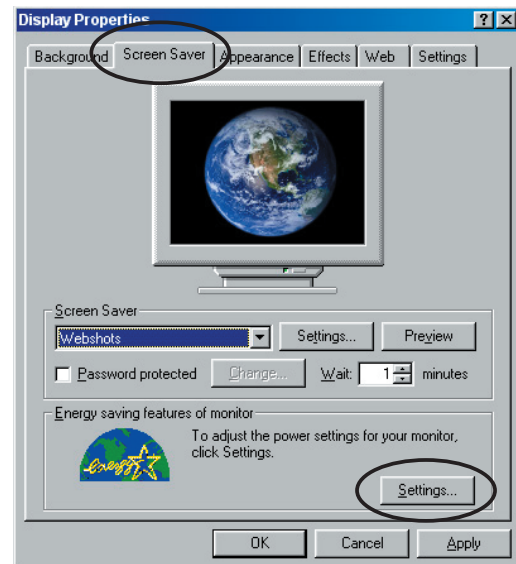 Display Properties ? ×
Background Screen Saver Appearance Effects Web Settings
Screen Saver
Webshots Settings... Preview
Password protected Change... Wait: 1 minutes
Energy saving features of monitor
To adjust the power settings for your monitor,
click Settings.
energy
Settings...
OK Cancel Apply